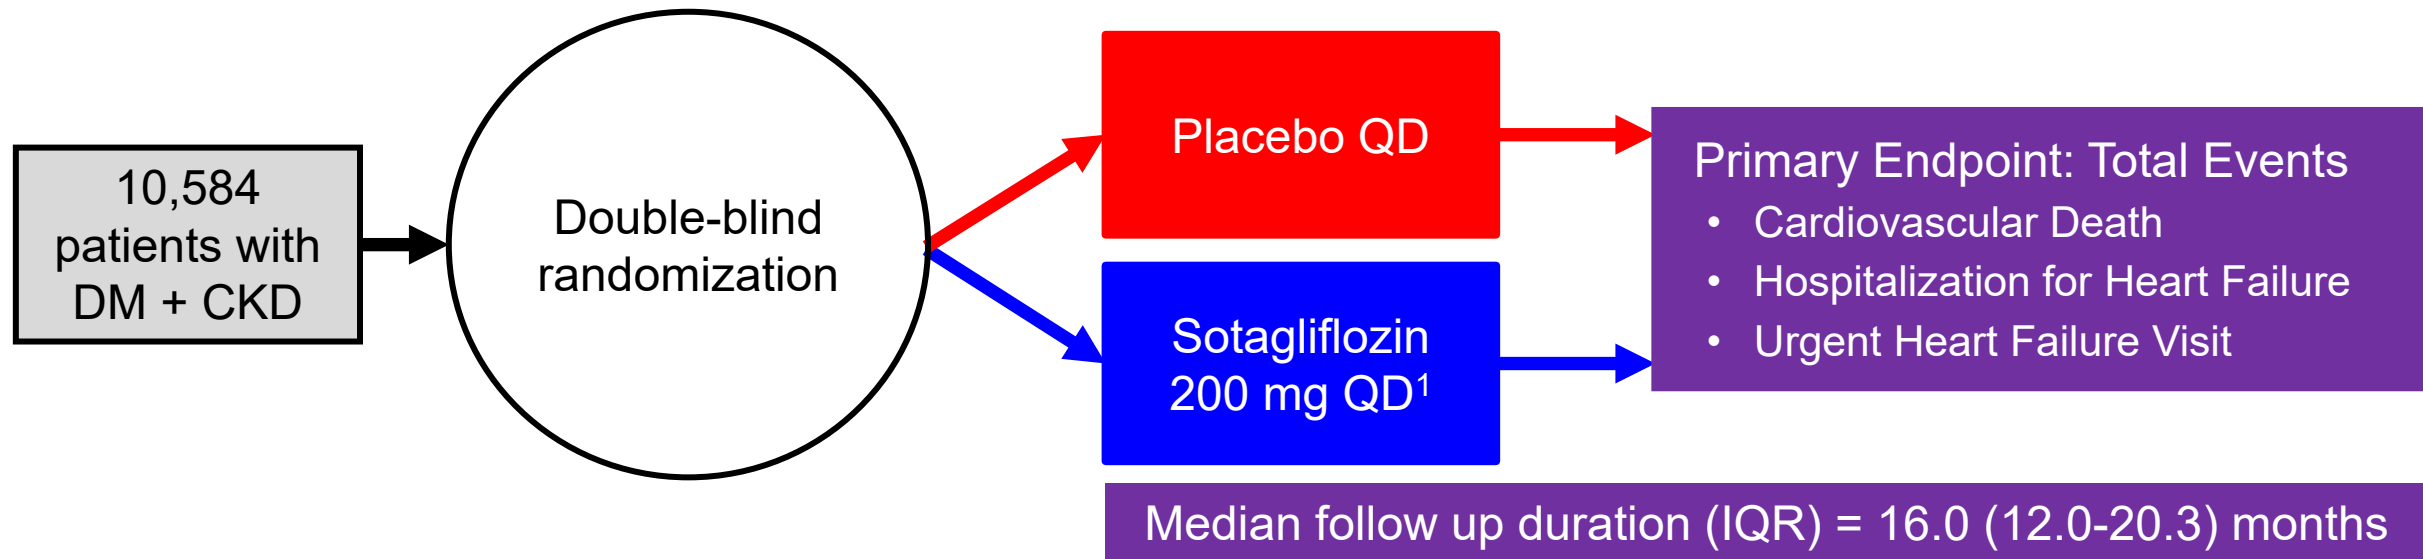 10,584
patients with
DM + CKD
Double-blind
randomization
Placebo QD
Sotagliflozin
200 mg QD¹
Primary Endpoint: Total Events
• Cardiovascular Death
• Hospitalization for Heart Failure
• Urgent Heart Failure Visit
Median follow up duration (IQR) = 16.0 (12.0-20.3) months